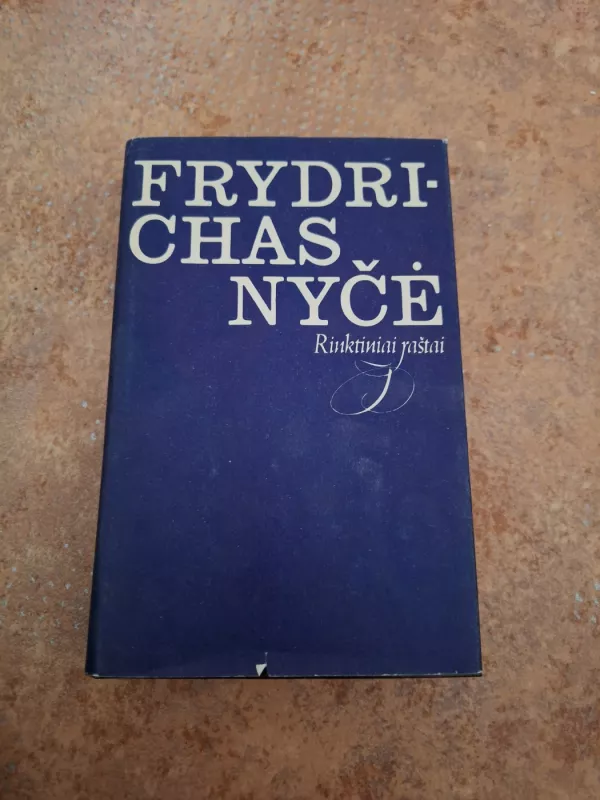 FRYDRI-
CHAS
NYČĖ
Rinktiniai raštai